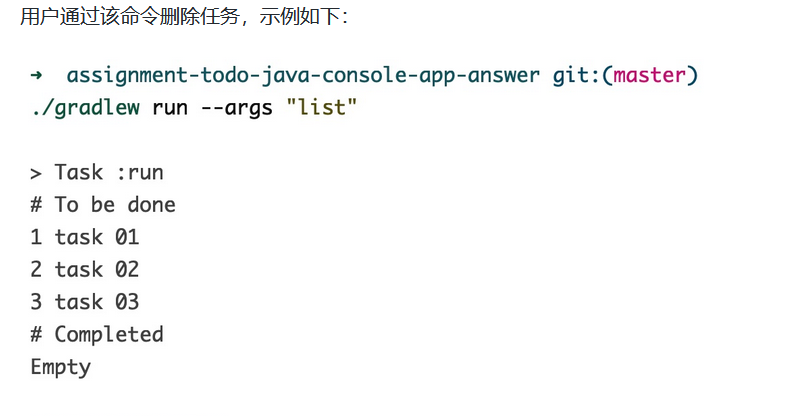 用户通过该命令删除任务，示例如下：
→ assignment-todo-java-console-app-answer git:(master)
./gradlew run --args "list"
> Task :run
# To be done
1 task 01
2 task 02
3 task 03
# Completed
Empty